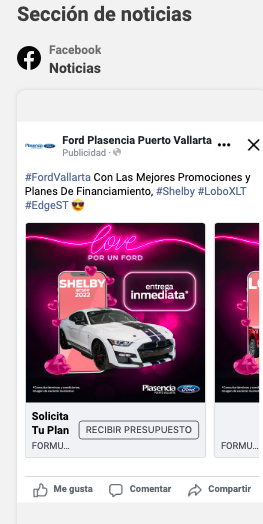 Sección de noticias
Facebook
Noticias
Ford Plasencia Puerto Vallarta
Publicidad ·
#FordVallarta Con Las Mejores Promociones y
Planes De Financiamiento, #Shelby #LoboXLT
#EdgeST 😎
love
POR UN FORD
SHELBY
2022
entrega
inmediata*
Plasencia Ford
Solicita
Tu Plan
FORMU...
RECIBIR PRESUPUESTO
FORMU...
Me gusta
Comentar
Compartir